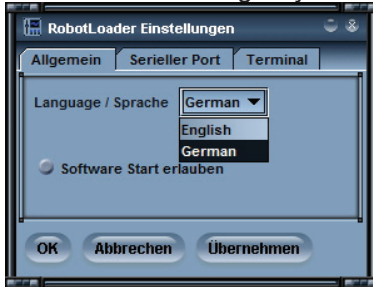 RobotLoader Einstellungen
Allgemein Serieller Port Terminal
Language / Sprache German
English
German
Software Start erlauben
OK Abbrechen Übernehmen